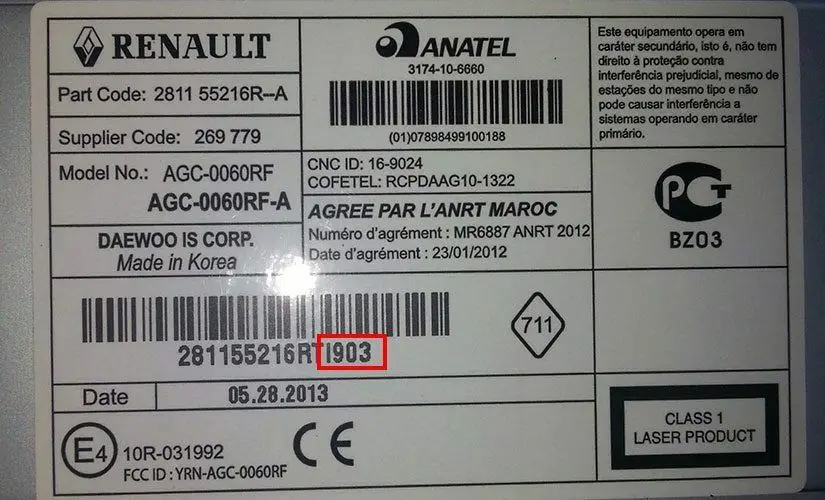 RENAULT
Part Code: 2811 55216R--A
Supplier Code: 269 779
Model No.: AGC-0060RF
AGC-0060RF-A
DAEWOO IS CORP.
Made in Korea
ANATEL
3174-10-6660
(01)07898499100188
CNC ID: 16-9024
COFETEL: RCPDAAG10-1322
AGREE PAR L'ANRT MAROC
Numéro d'agrément : MR6887 ANRT 2012
Date d'agrément : 23/01/2012
Este equipamento opera em
caráter secundário, isto é, não tem
direito à proteção contra
interferência prejudicial, mesmo de
estações do mesmo tipo e não
pode causar interferência a
sistemas operando em caráter
primário.
PCT
BZ03
281155216RTI903
711
Date 05.28.2013
E4 10R-031992
FCC ID : YRN-AGC-0060RF
CE
CLASS 1
LASER PRODUCT